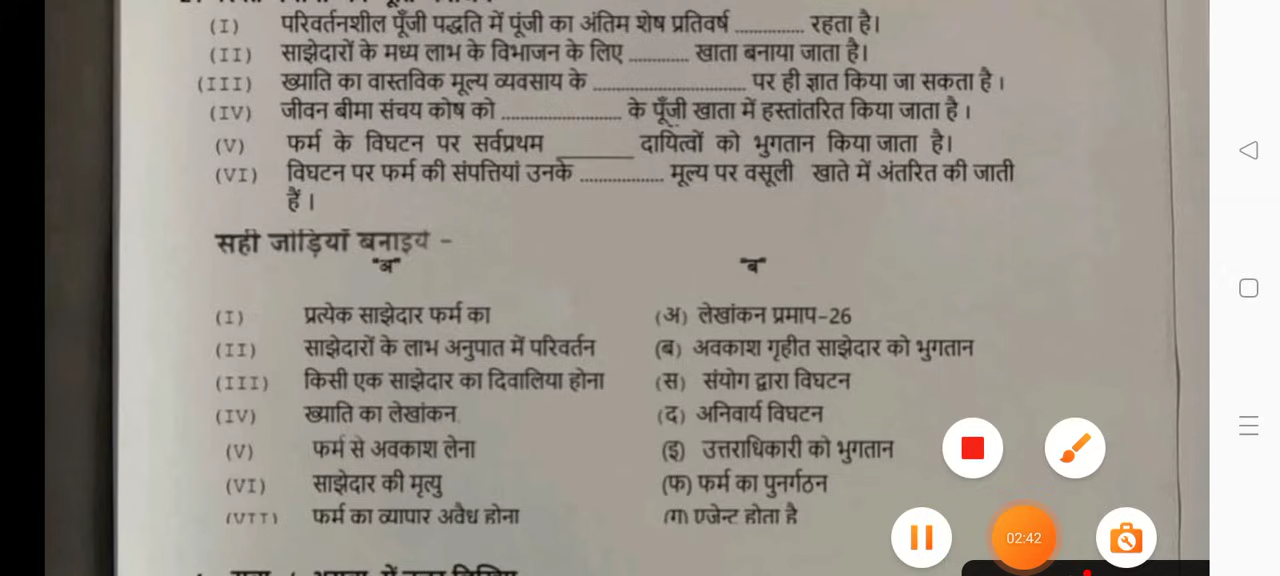 (I) परिवर्तनशील पूँजी पद्धति में पूंजी का अंतिम शेष प्रतिवर्ष ............ रहता है।
(II) साझेदारों के मध्य लाभ के विभाजन के लिए ........... खाता बनाया जाता है।
(III) ख्याति का वास्तविक मूल्य व्यवसाय के ............................ पर ही ज्ञात किया जा सकता है ।
(IV) जीवन बीमा संचय कोष को ...................... के पूँजी खाता में हस्तांतरित किया जाता है ।
(V) फर्म के विघटन पर सर्वप्रथम ________ दायित्वों को भुगतान किया जाता है।
(VI) विघटन पर फर्म की संपत्तियां उनके ............... मूल्य पर वसूली खाते में अंतरित की जाती
हैं ।
सही जोड़ियाँ बनाइये -
"अ" "ब"
(I) प्रत्येक साझेदार फर्म का (अ) लेखांकन प्रमाप-26
(II) साझेदारों के लाभ अनुपात में परिवर्तन (ब) अवकाश गृहीत साझेदार को भुगतान
(III) किसी एक साझेदार का दिवालिया होना (स) संयोग द्वारा विघटन
(IV) ख्याति का लेखांकन (द) अनिवार्य विघटन
(V) फर्म से अवकाश लेना (इ) उत्तराधिकारी को भुगतान
(VI) साझेदार की मृत्यु (फ) फर्म का पुनर्गठन
(VII) फर्म का व्यापार अवैध होना (ग) एजेन्ट होता है
02:42